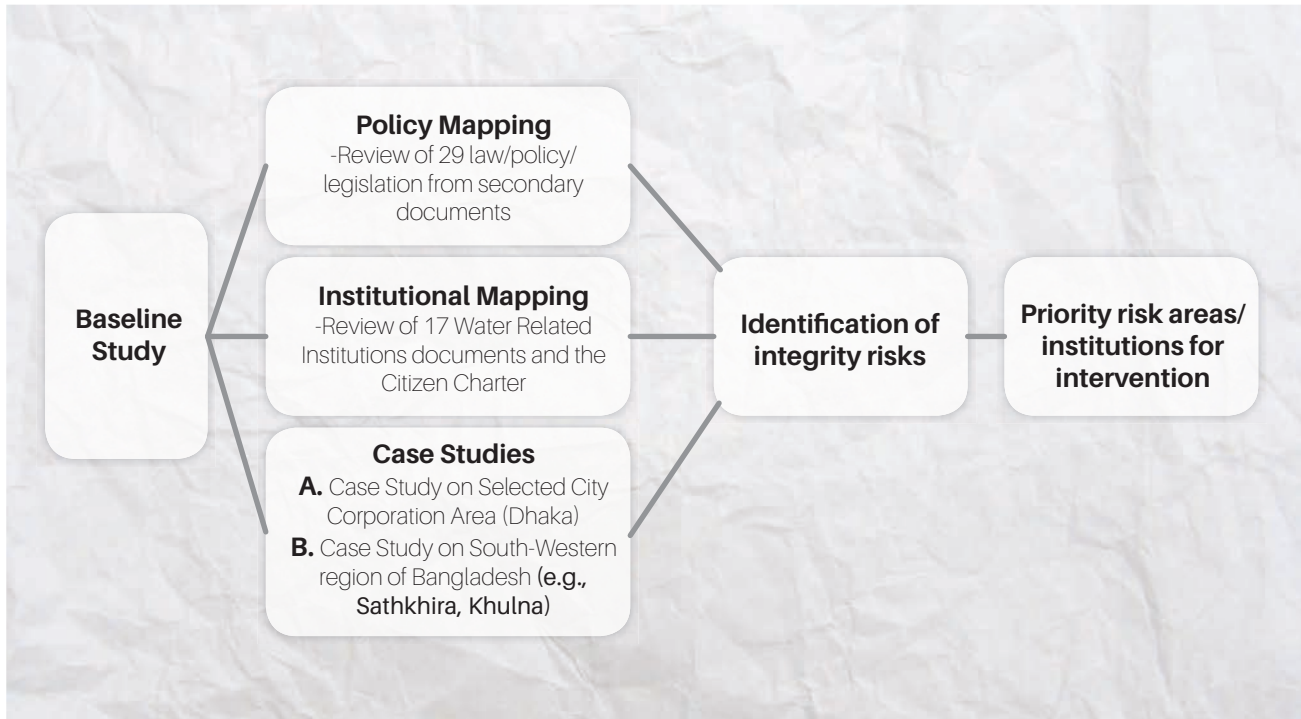 Baseline
Study
Policy Mapping
-Review of 29 law/policy/
legislation from secondary
documents
Institutional Mapping
-Review of 17 Water Related
Institutions documents and the
Citizen Charter
Case Studies
A. Case Study on Selected City
Corporation Area (Dhaka)
B. Case Study on South-Western
region of Bangladesh (e.g.,
Sathkhira, Khulna)
Identification of
integrity risks
Priority risk areas/
institutions for
intervention